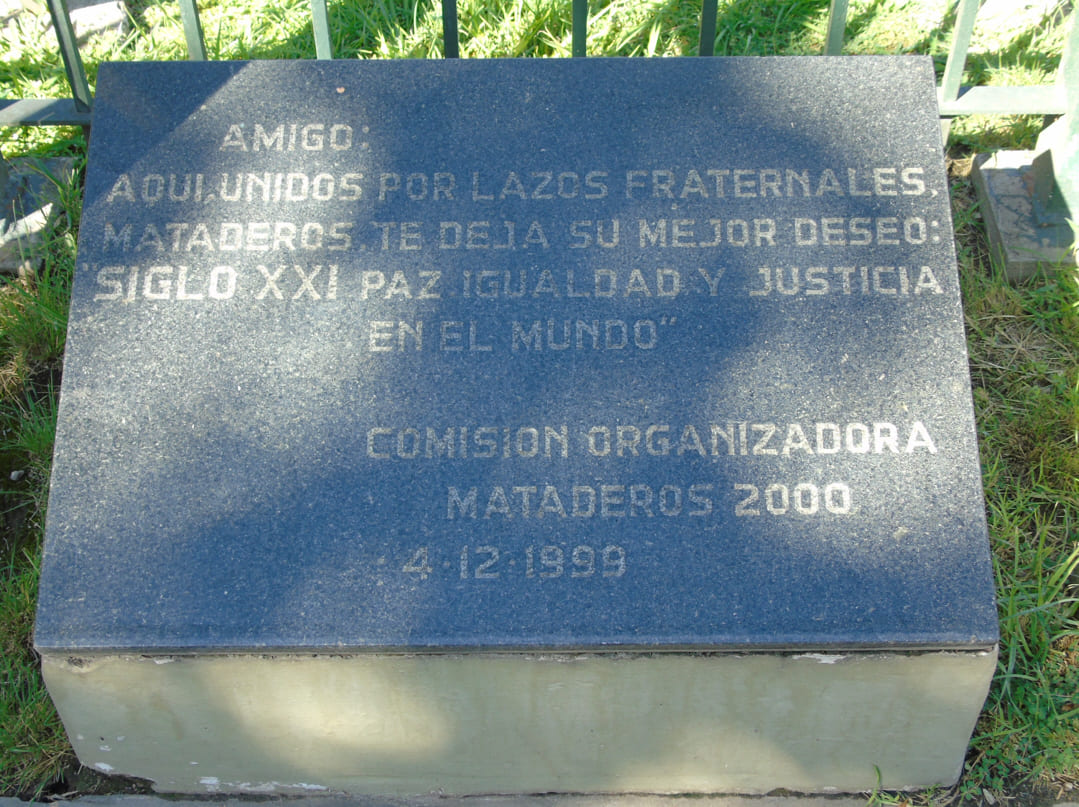 AMIGO:
AQUI, UNIDOS POR LAZOS FRATERNALES,
MATADEROS, TE DEJA SU MEJOR DESEO:
"SIGLO XXI PAZ IGUALDAD Y JUSTICIA
EN EL MUNDO"
COMISION ORGANIZADORA
MATADEROS 2000
4·12·1999